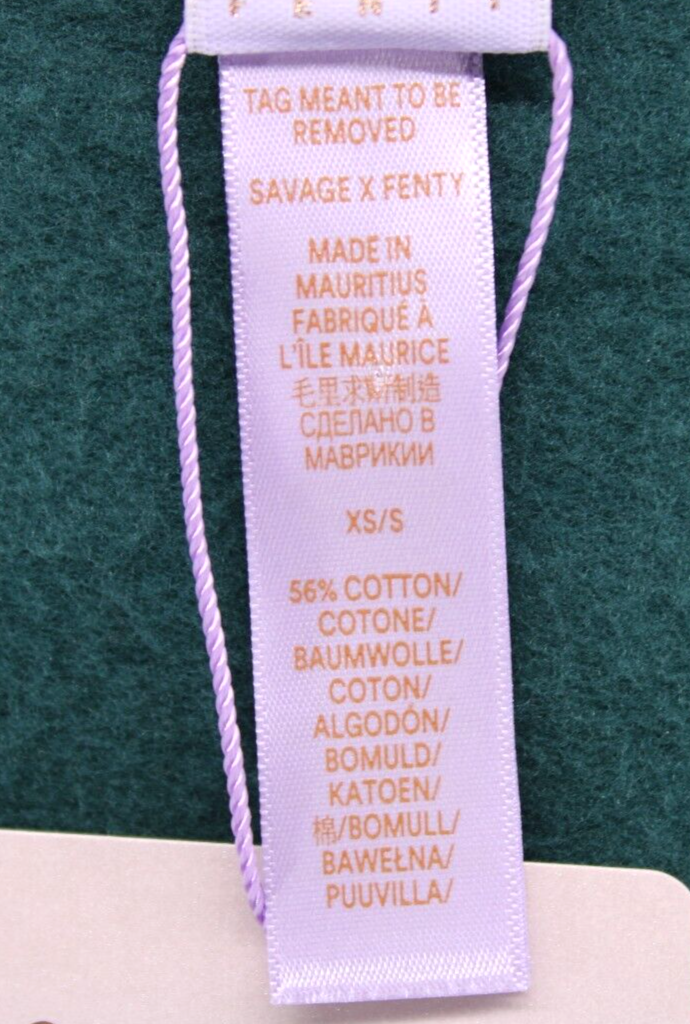 FENTY
TAG MEANT TO BE
REMOVED
SAVAGE X FENTY
MADE IN
MAURITIUS
FABRIQUÉ À
L'ÎLE MAURICE
毛里求斯制造
СДЕЛАНО В
МАВРИКИИ
XS/S
56% COTTON/
COTONE/
BAUMWOLLE/
COTON/
ALGODÓN/
BOMULD/
KATOEN/
棉/BOMULL/
BAWEŁNA/
PUUVILLA/